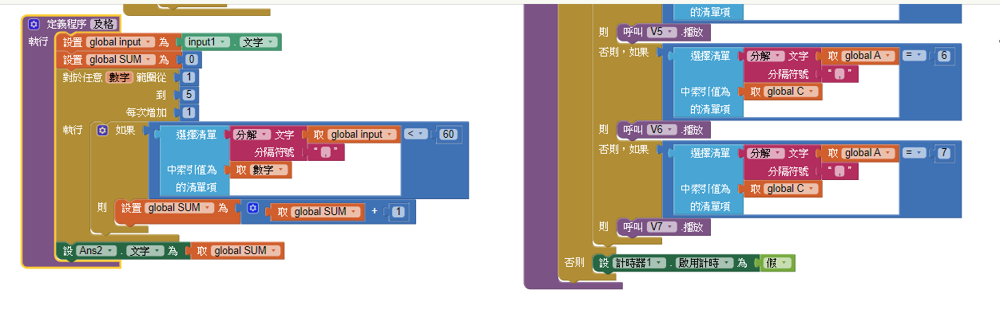 定義程序 及格
執行 設置 global input 為 input1 . 文字
設置 global SUM 為 0
對於任意 數字 範圍從 1
到 5
每次增加 1
執行 如果 選擇清單 分解 文字 取 global input < 60
分隔符號 “ , ”
中索引值為 取 數字
的清單項
則 設置 global SUM 為 取 global SUM + 1
設 Ans2 . 文字 為 取 global SUM
的清單項
則 呼叫 V5 .播放
否則，如果 選擇清單 分解 文字 取 global A = 6
分隔符號 “ , ”
中索引值為 取 global C
的清單項
則 呼叫 V6 .播放
否則，如果 選擇清單 分解 文字 取 global A = 7
分隔符號 “ , ”
中索引值為 取 global C
的清單項
則 呼叫 V7 .播放
否則 設 計時器1 . 啟用計時 為 假